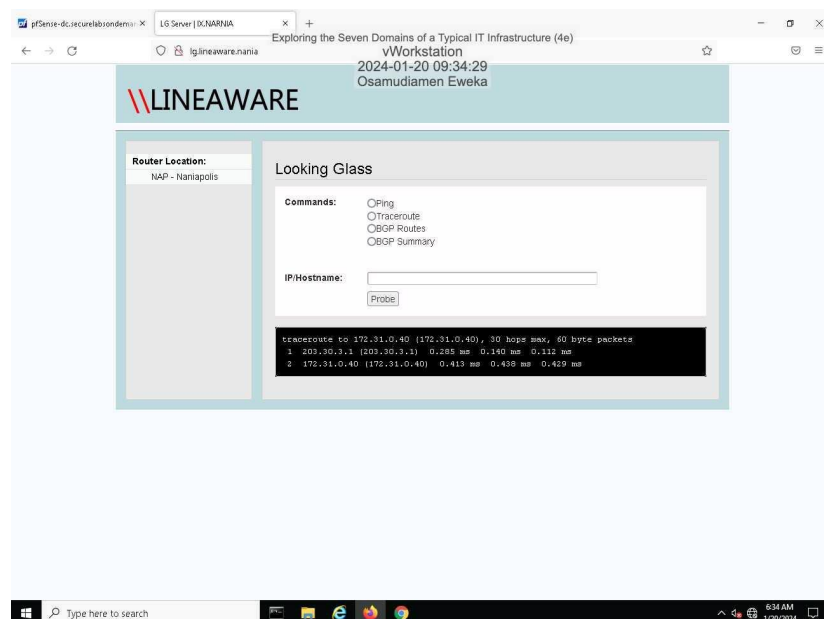 pfSense-dc.securelabsondeman
LG Server | IX.NARNIA
Exploring the Seven Domains of a Typical IT Infrastructure (4e)
lg.lineaware.nania
vWorkstation
2024-01-20 09:34:29
Osamudiamen Eweka
\\LINEAWARE
Router Location:
NAP - Naniapolis
Looking Glass
Commands:
Ping
Traceroute
BGP Routes
BGP Summary
IP/Hostname:
Probe
traceroute to 172.31.0.40 (172.31.0.40), 30 hops max, 60 byte packets
1 203.30.3.1 (203.30.3.1) 0.285 ms 0.140 ms 0.112 ms
2 172.31.0.40 (172.31.0.40) 0.413 ms 0.438 ms 0.429 ms
Type here to search
6:34 AM
1/20/2024